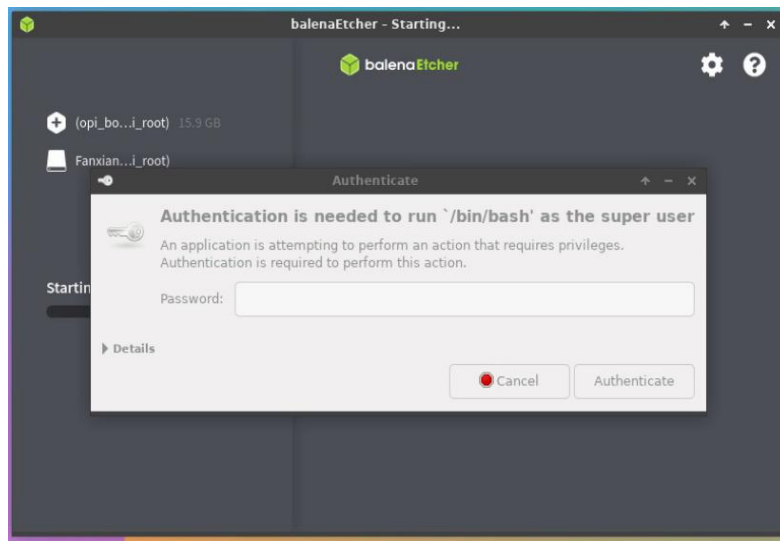 balenaEtcher - Starting...
balenaEtcher
(opi_bo...i_root) 15.9 GB
Fanxian...i_root)
Authenticate
Authentication is needed to run `/bin/bash' as the super user
An application is attempting to perform an action that requires privileges.
Authentication is required to perform this action.
Startin
Password:
Details
Cancel
Authenticate